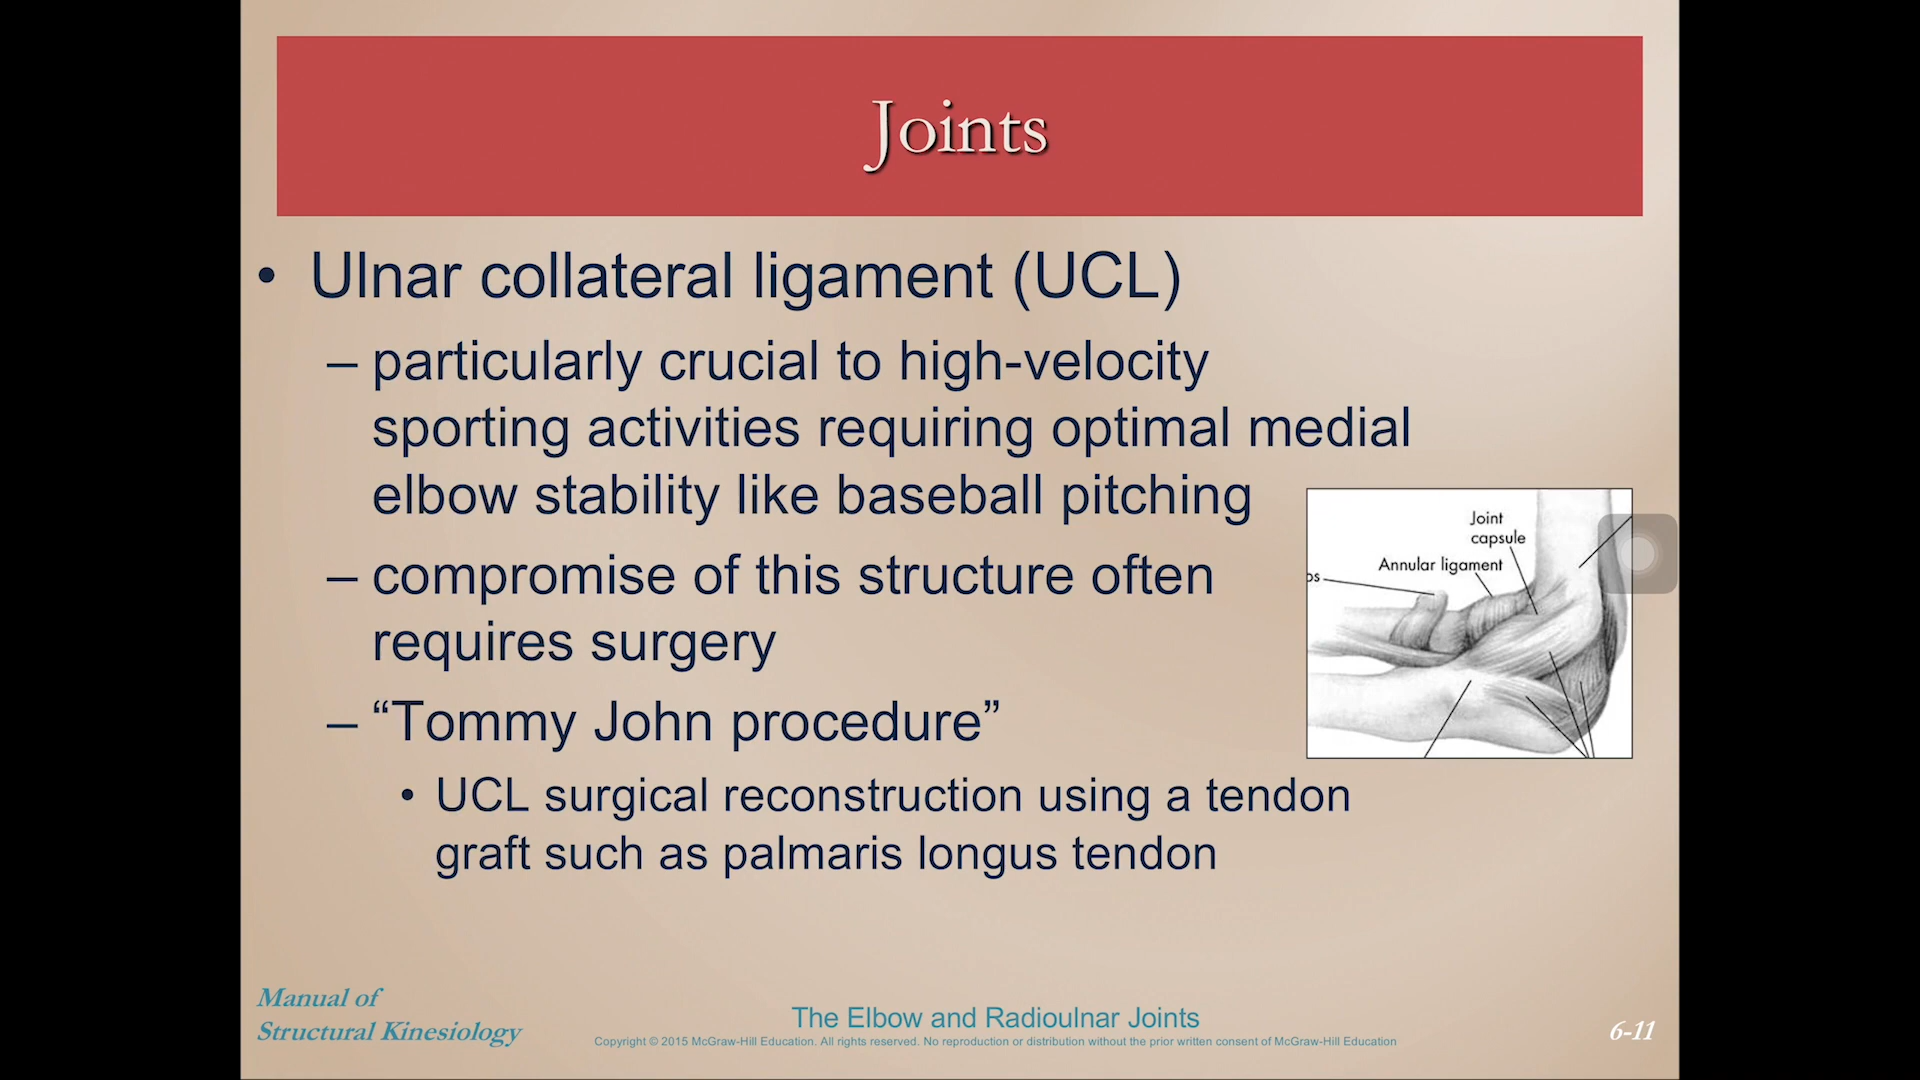 Joints
• Ulnar collateral ligament (UCL)
– particularly crucial to high-velocity
sporting activities requiring optimal medial
elbow stability like baseball pitching
– compromise of this structure often
requires surgery
– “Tommy John procedure”
• UCL surgical reconstruction using a tendon
graft such as palmaris longus tendon
Joint
capsule
Annular ligament
os
Manual of
Structural Kinesiology
The Elbow and Radioulnar Joints
Copyright © 2015 McGraw-Hill Education. All rights reserved. No reproduction or distribution without the prior written consent of McGraw-Hill Education
6-11